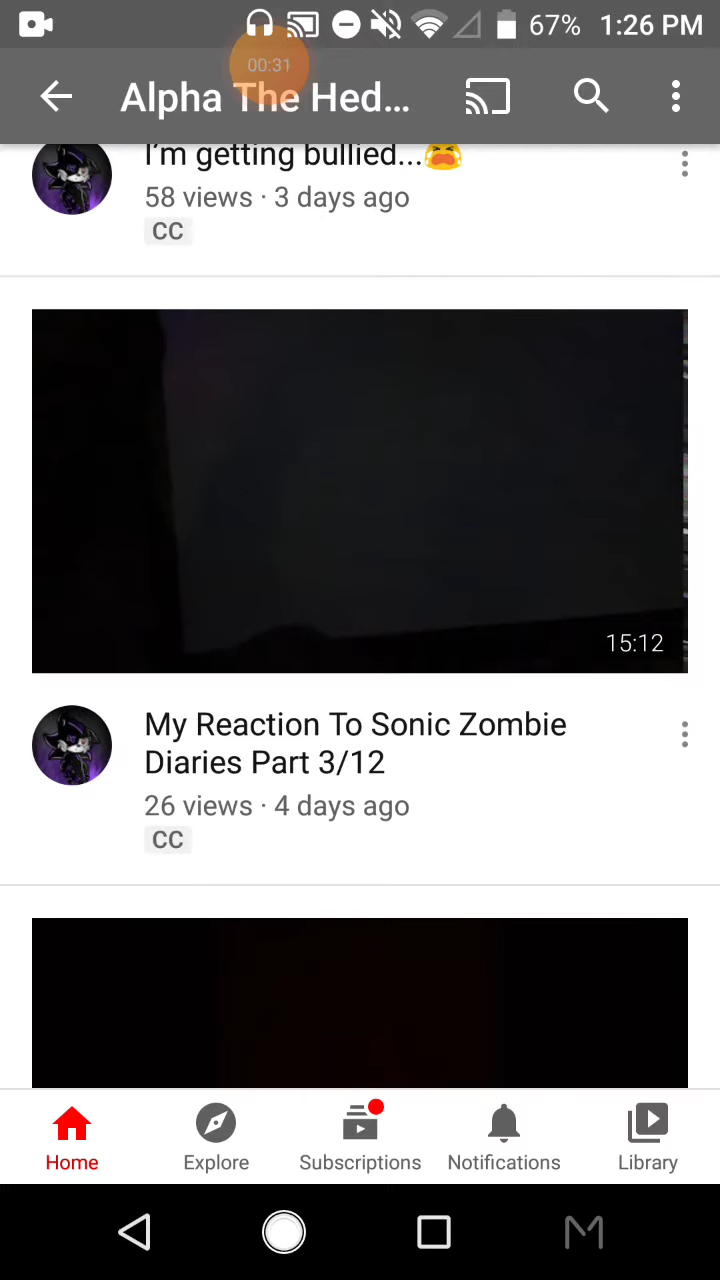 67% 1:26 PM
00:31
Alpha The Hed...
I'm getting bullied...😫
58 views · 3 days ago
CC
15:12
My Reaction To Sonic Zombie
Diaries Part 3/12
26 views · 4 days ago
CC
Home Explore Subscriptions Notifications Library